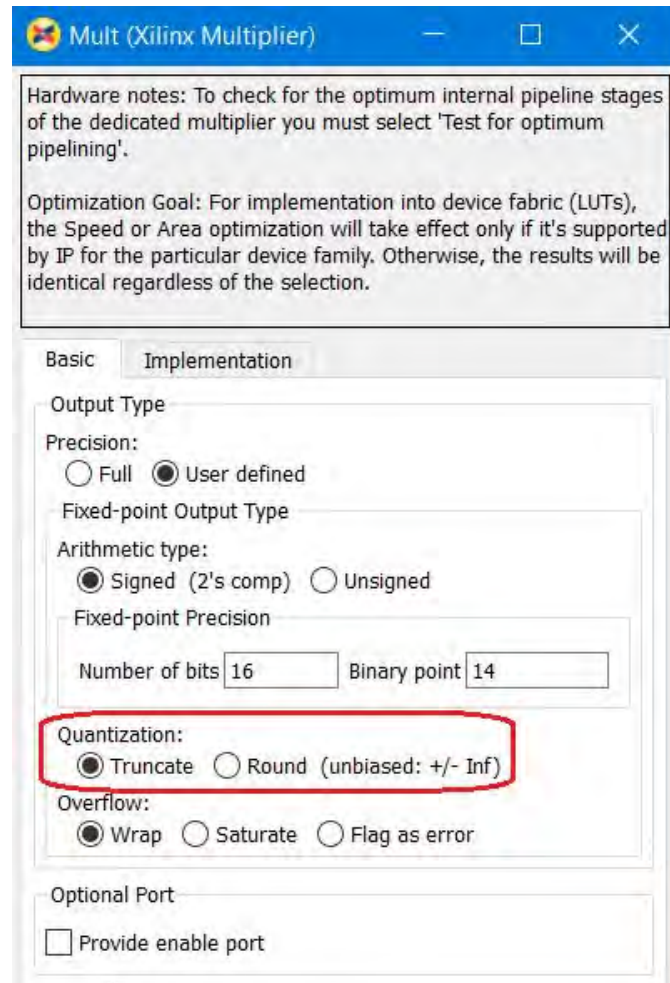 Mult (Xilinx Multiplier)
Hardware notes: To check for the optimum internal pipeline stages
of the dedicated multiplier you must select 'Test for optimum
pipelining'.
Optimization Goal: For implementation into device fabric (LUTs),
the Speed or Area optimization will take effect only if it's supported
by IP for the particular device family. Otherwise, the results will be
identical regardless of the selection.
Basic Implementation
Output Type
Precision:
Full User defined
Fixed-point Output Type
Arithmetic type:
Signed (2's comp) Unsigned
Fixed-point Precision
Number of bits 16 Binary point 14
Quantization:
Truncate Round (unbiased: +/- Inf)
Overflow:
Wrap Saturate Flag as error
Optional Port
Provide enable port